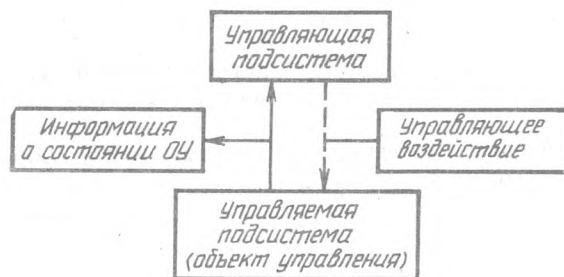 Управляющая
подсистема
Информация
о состоянии ОУ
Управляющее
воздействие
Управляемая
подсистема
(объект управления)